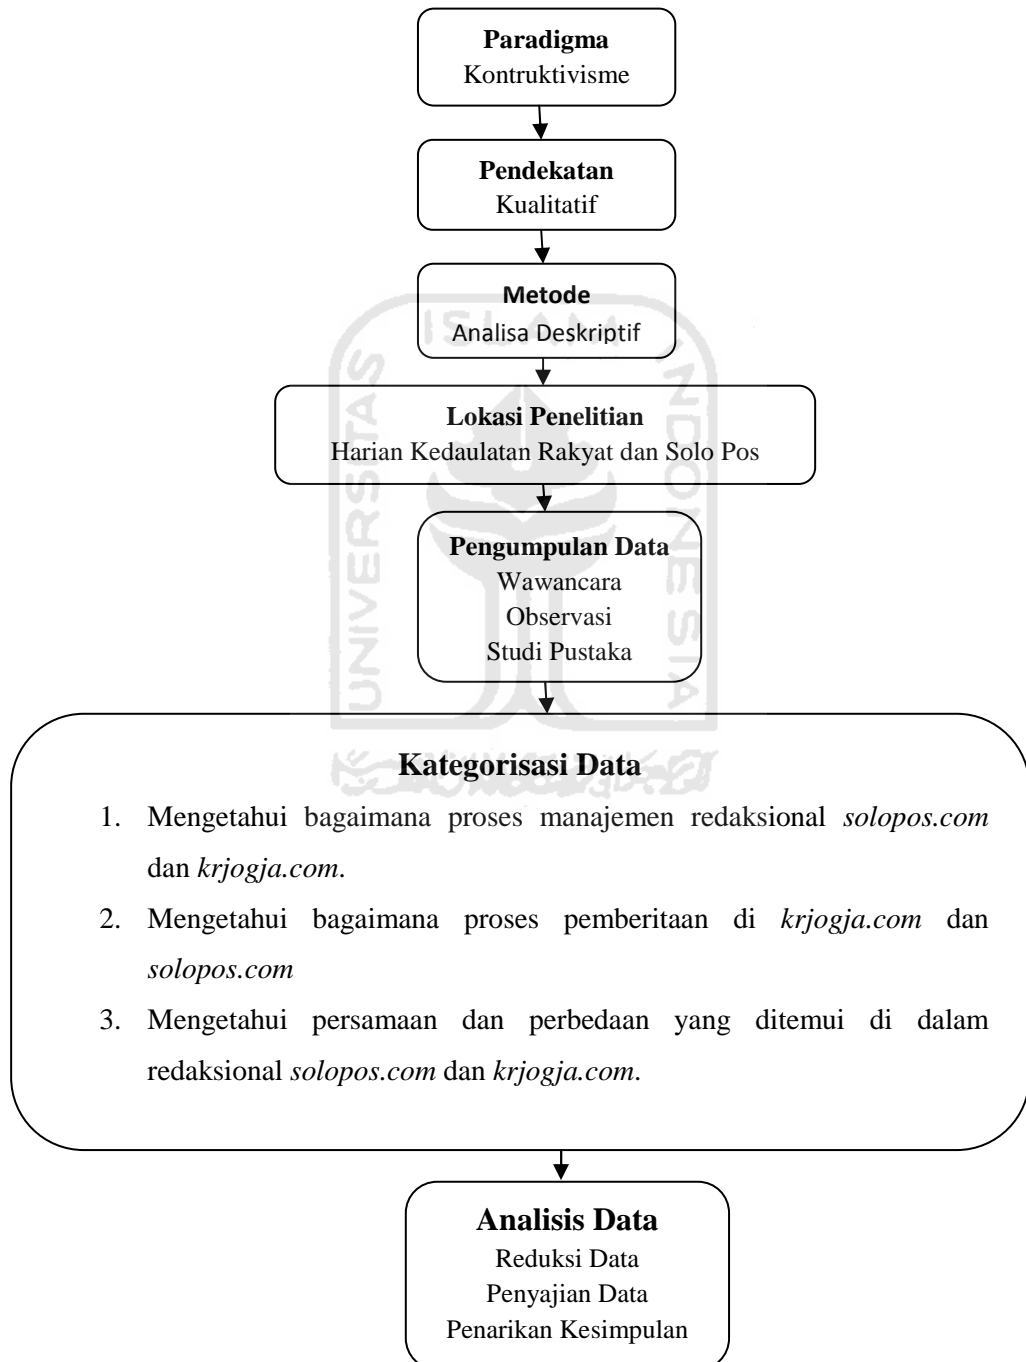 Paradigma
Kontruktivisme
Pendekatan
Kualitatif
Metode
Analisa Deskriptif
Lokasi Penelitian
Harian Kedaulatan Rakyat dan Solo Pos
Pengumpulan Data
Wawancara
Observasi
Studi Pustaka
UNIVERSITAS
ISLAM
INDONESIA
Kategorisasi Data
1. Mengetahui bagaimana proses manajemen redaksional solopos.com
dan krjogja.com.
2. Mengetahui bagaimana proses pemberitaan di krjogja.com dan
solopos.com
3. Mengetahui persamaan dan perbedaan yang ditemui di dalam
redaksional solopos.com dan krjogja.com.
Analisis Data
Reduksi Data
Penyajian Data
Penarikan Kesimpulan